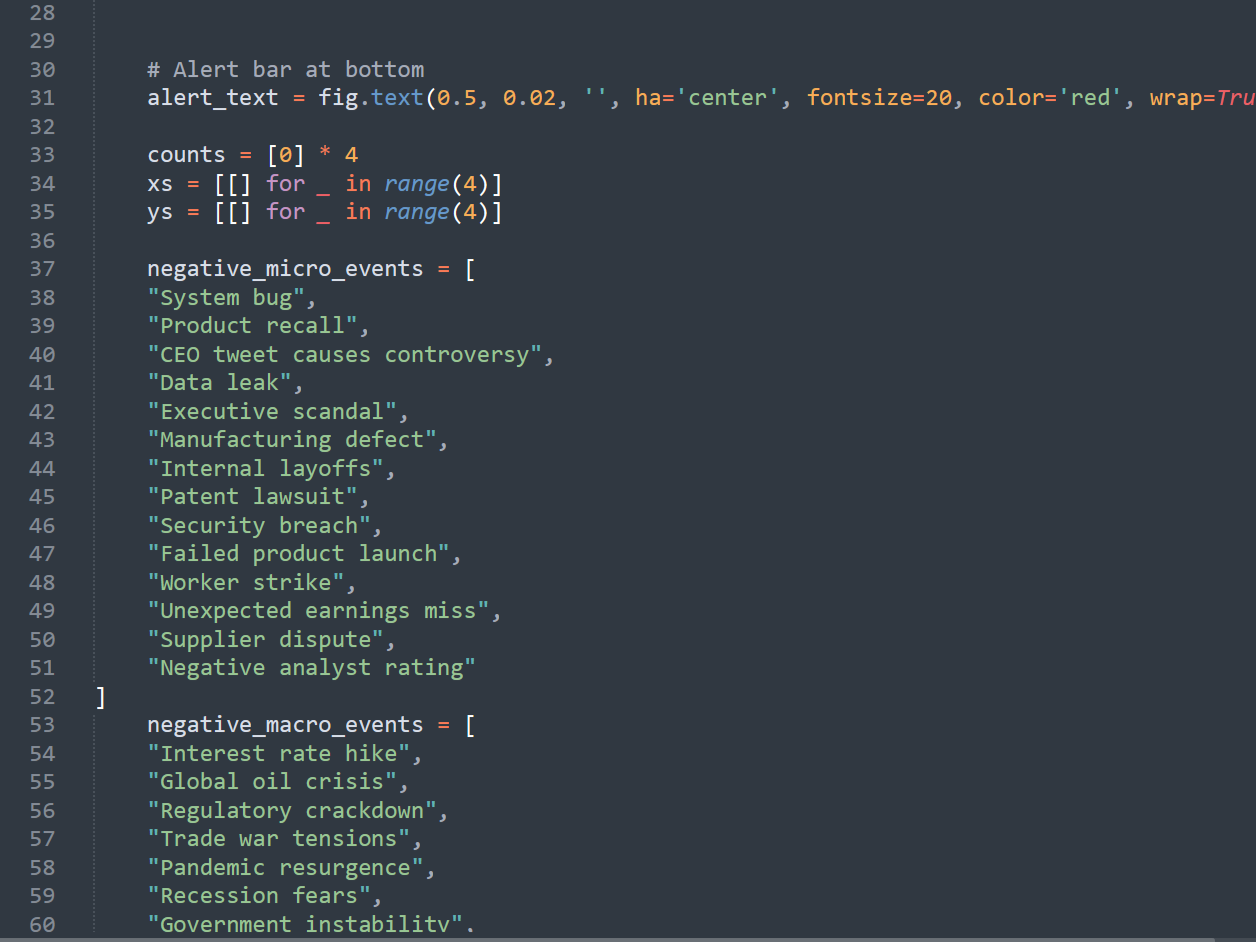 28
29
30 # Alert bar at bottom
31 alert_text = fig.text(0.5, 0.02, '', ha='center', fontsize=20, color='red', wrap=Tru
32
33 counts = [0] * 4
34 xs = [[] for _ in range(4)]
35 ys = [[] for _ in range(4)]
36
37 negative_micro_events = [
38 "System bug",
39 "Product recall",
40 "CEO tweet causes controversy",
41 "Data leak",
42 "Executive scandal",
43 "Manufacturing defect",
44 "Internal layoffs",
45 "Patent lawsuit",
46 "Security breach",
47 "Failed product launch",
48 "Worker strike",
49 "Unexpected earnings miss",
50 "Supplier dispute",
51 "Negative analyst rating"
52 ]
53 negative_macro_events = [
54 "Interest rate hike",
55 "Global oil crisis",
56 "Regulatory crackdown",
57 "Trade war tensions",
58 "Pandemic resurgence",
59 "Recession fears",
60 "Government instability",